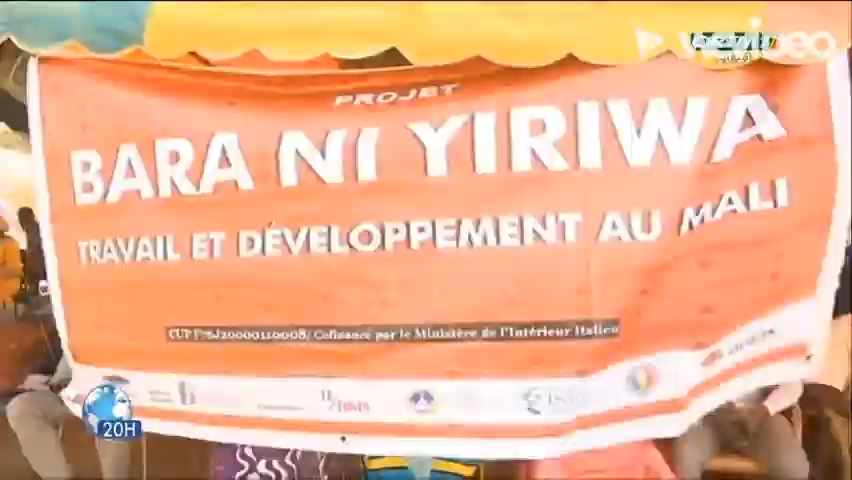 PROJET
BARA NI YIRIWA
TRAVAIL ET DÉVELOPPEMENT AU MALI
Cofinancé par le Ministère de l'Intérieur Italien
20H